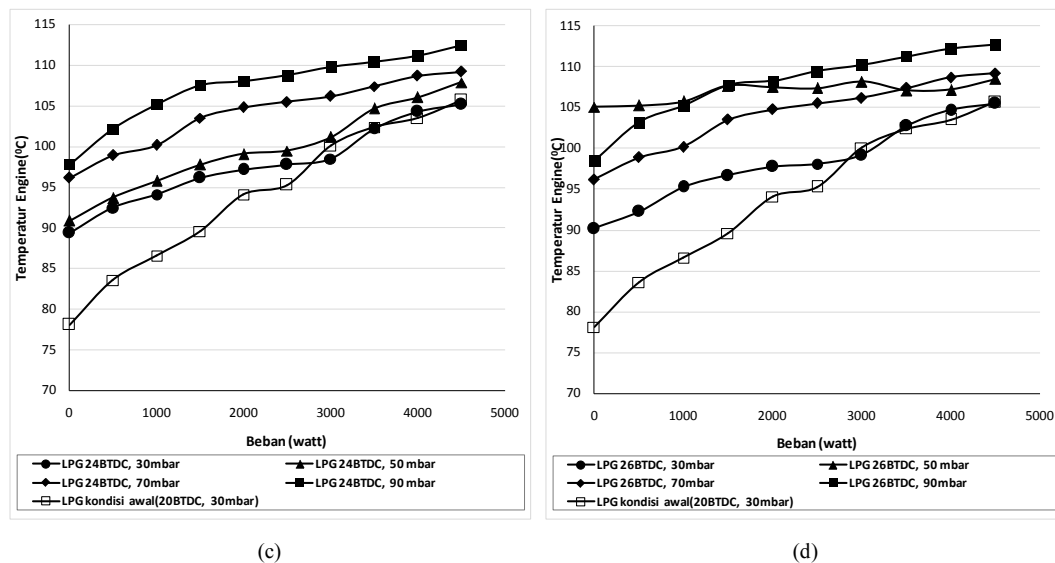 115
110
105
100
95
90
85
80
75
70
Temperatur Engine(⁰C)
0 1000 2000 3000 4000 5000
Beban (watt)
LPG 24BTDC, 30mbar LPG 24BTDC, 50 mbar
LPG 24BTDC, 70 mbar LPG 24BTDC, 90 mbar
LPG kondisi awal(20BTDC, 30mbar)
(c)
115
110
105
100
95
90
85
80
75
70
Temperatur Engine(⁰C)
0 1000 2000 3000 4000 5000
Beban (watt)
LPG 26BTDC, 30mbar LPG 26BTDC, 50 mbar
LPG 26BTDC, 70mbar LPG 26BTDC, 90mbar
LPG kondisi awal(20BTDC, 30mbar)
(d)